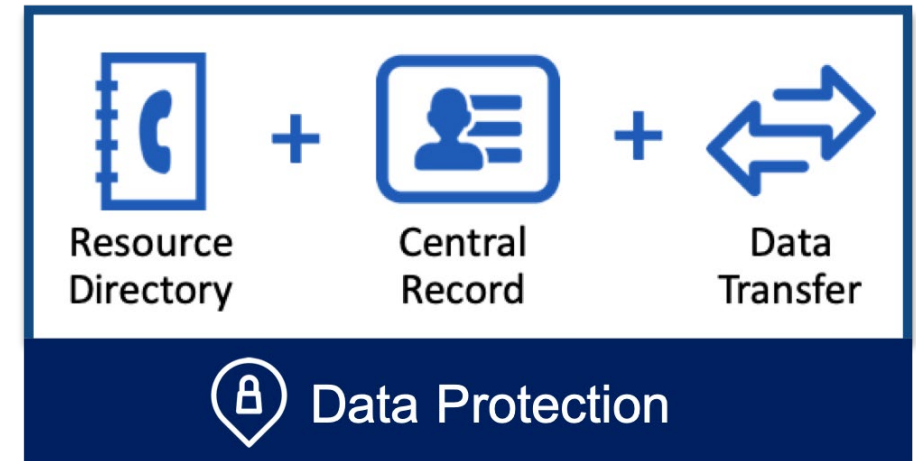 Resource
Directory
+
Central
Record
+
Data
Transfer
Data Protection